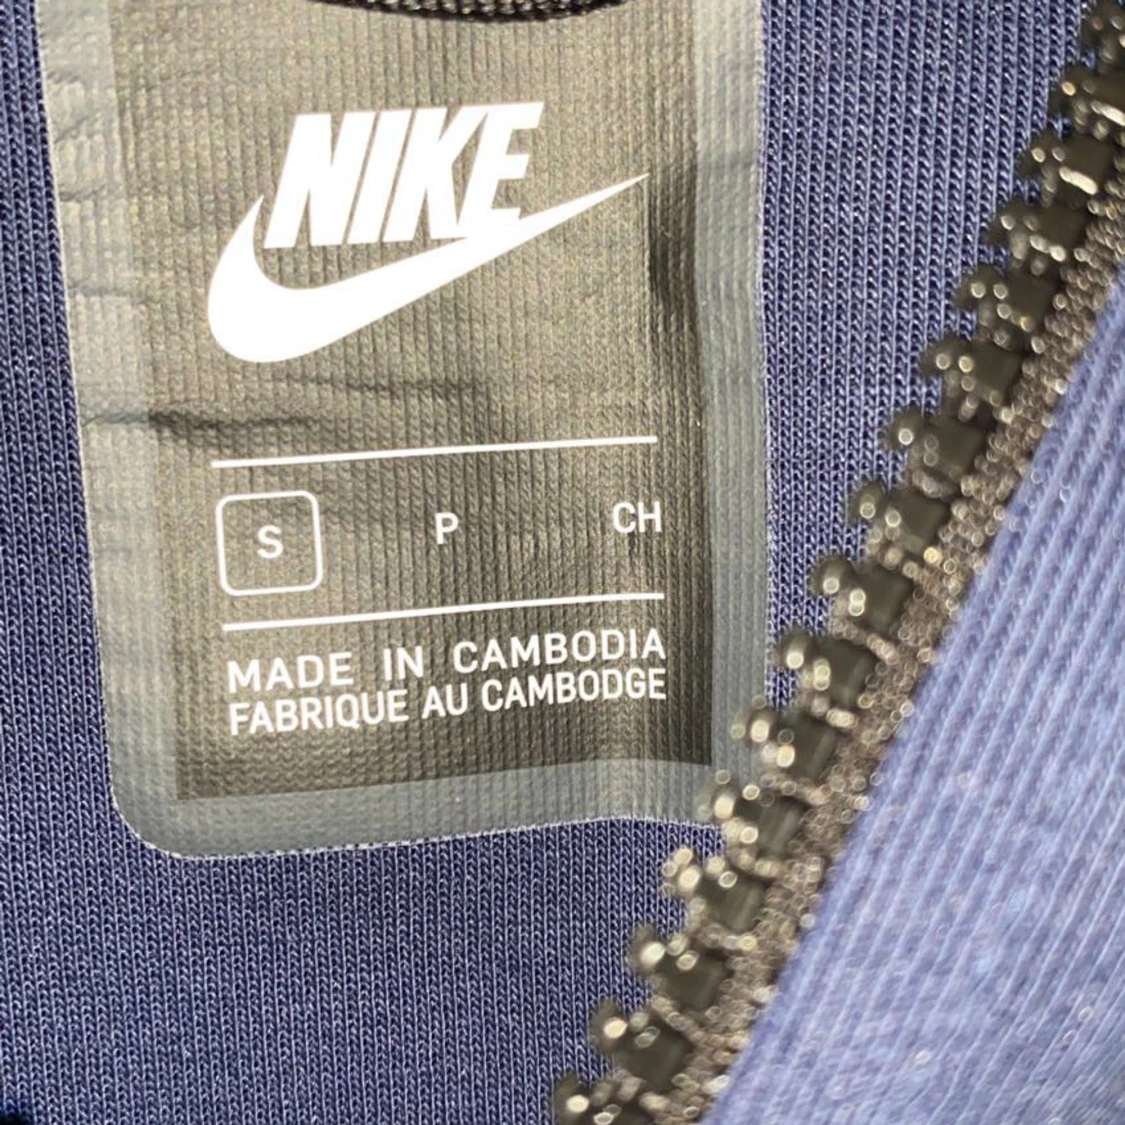 NIKE
S P CH
MADE IN CAMBODIA
FABRIQUE AU CAMBODGE